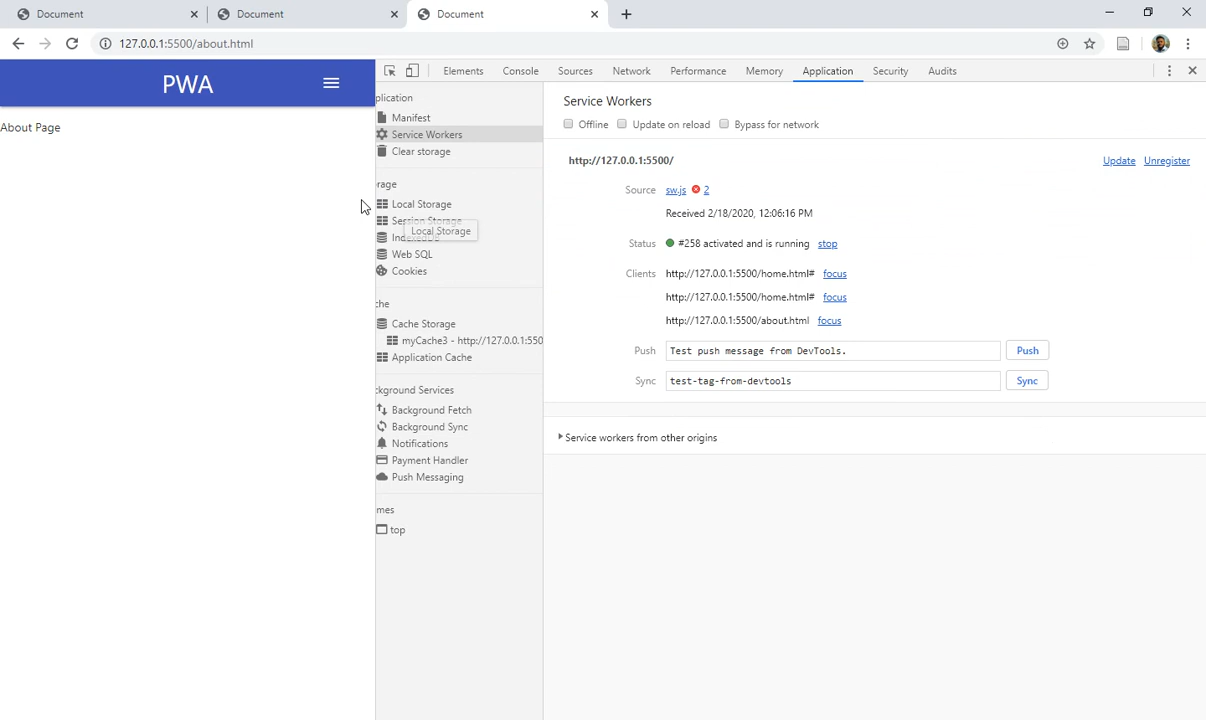 Document
Document
Document
127.0.0.1:5500/about.html
PWA
About Page
Elements Console Sources Network Performance Memory Application Security Audits
plication
Manifest
Service Workers
Clear storage
rage
Local Storage
Session Storage
Local Storage
IndexedDB
Web SQL
Cookies
che
Cache Storage
myCache3 - http://127.0.0.1:550
Application Cache
ckground Services
Background Fetch
Background Sync
Notifications
Payment Handler
Push Messaging
mes
top
Service Workers
Offline Update on reload Bypass for network
http://127.0.0.1:5500/ Update Unregister
Source sw.js 2
Received 2/18/2020, 12:06:16 PM
Status #258 activated and is running stop
Clients http://127.0.0.1:5500/home.html# focus
http://127.0.0.1:5500/home.html# focus
http://127.0.0.1:5500/about.html focus
Push Test push message from DevTools. Push
Sync test-tag-from-devtools Sync
Service workers from other origins